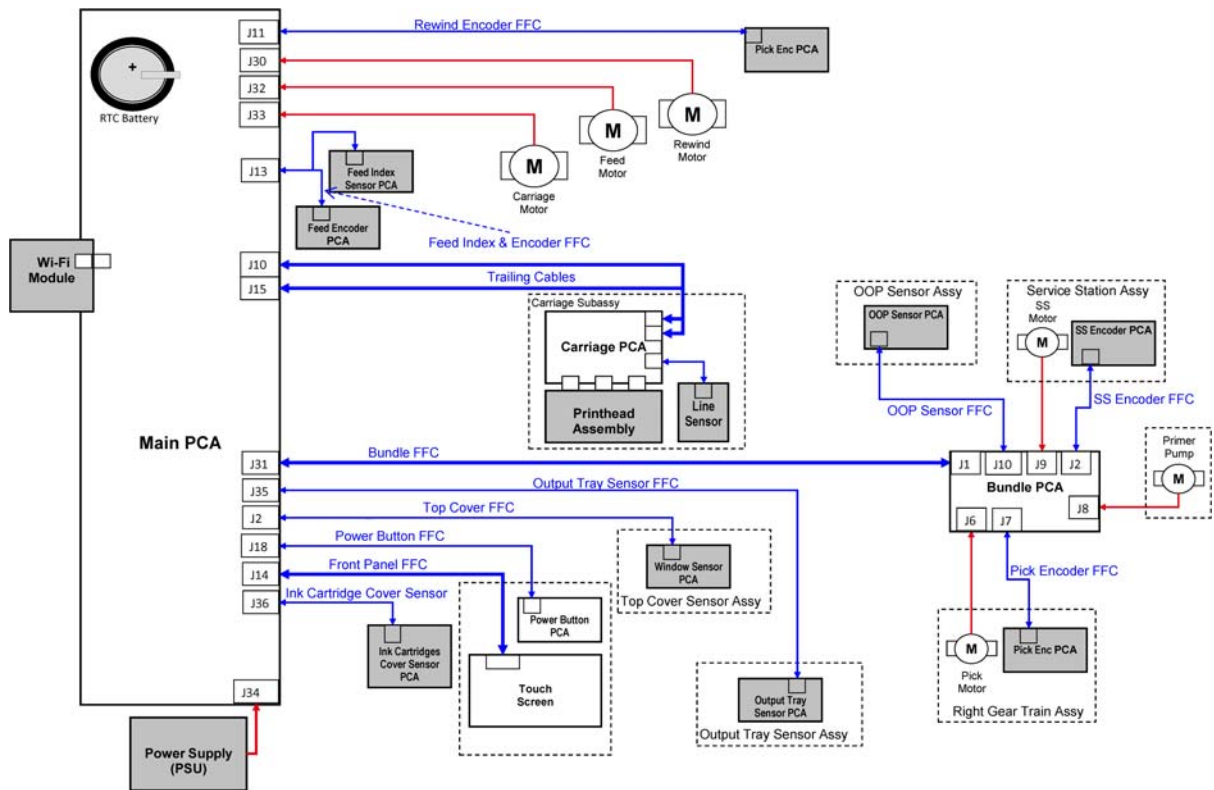 J11
Rewind Encoder FFC
Pick Enc PCA
J30
J32
J33
+
RTC Battery
M
Rewind
Motor
M
Feed
Motor
M
Carriage
Motor
J13
Feed Index
Sensor PCA
Feed Encoder
PCA
Feed Index & Encoder FFC
Wi-Fi
Module
J10
J15
Trailing Cables
Carriage Subassy
Carriage PCA
Printhead
Assembly
Line
Sensor
OOP Sensor Assy
OOP Sensor PCA
OOP Sensor FFC
Service Station Assy
SS
Motor
M
SS Encoder PCA
SS Encoder FFC
Main PCA
J31
Bundle FFC
J1
J10
J9
J2
Bundle PCA
J8
J6
J7
Primer
Pump
M
J35
Output Tray Sensor FFC
J2
Top Cover FFC
J18
Power Button FFC
J14
Front Panel FFC
J36
Ink Cartridge Cover Sensor
Window Sensor
PCA
Top Cover Sensor Assy
Power Button
PCA
Ink Cartridges
Cover Sensor
PCA
Touch
Screen
Pick Encoder FFC
M
Pick
Motor
Pick Enc PCA
Right Gear Train Assy
Output Tray
Sensor PCA
Output Tray Sensor Assy
J34
Power Supply
(PSU)